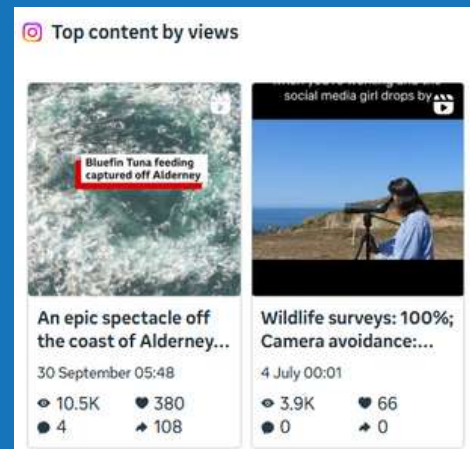 Top content by views
social media girl drops by
Bluefin Tuna feeding
captured off Alderney
An epic spectacle off
the coast of Alderney...
30 September 05:48
10.5K 380
4 108
Wildlife surveys: 100%;
Camera avoidance:...
4 July 00:01
3.9K 66
0 0